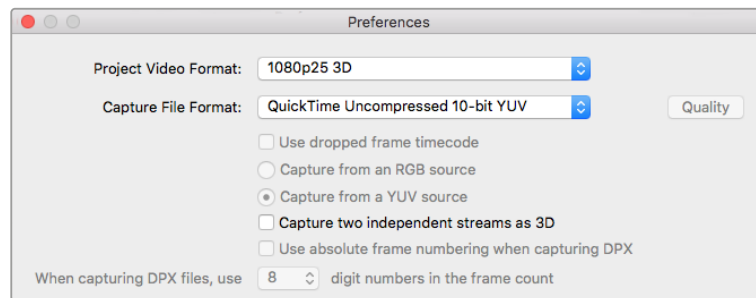 Preferences
Project Video Format: 1080p25 3D
Capture File Format: QuickTime Uncompressed 10-bit YUV Quality
Use dropped frame timecode
Capture from an RGB source
Capture from a YUV source
Capture two independent streams as 3D
Use absolute frame numbering when capturing DPX
When capturing DPX files, use 8 digit numbers in the frame count